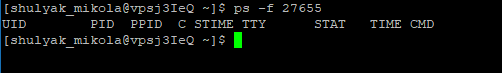 [shulyak_mikola@vpsj3IeQ ~]$ ps -f 27655
UID        PID  PPID  C STIME TTY      STAT   TIME CMD
[shulyak_mikola@vpsj3IeQ ~]$